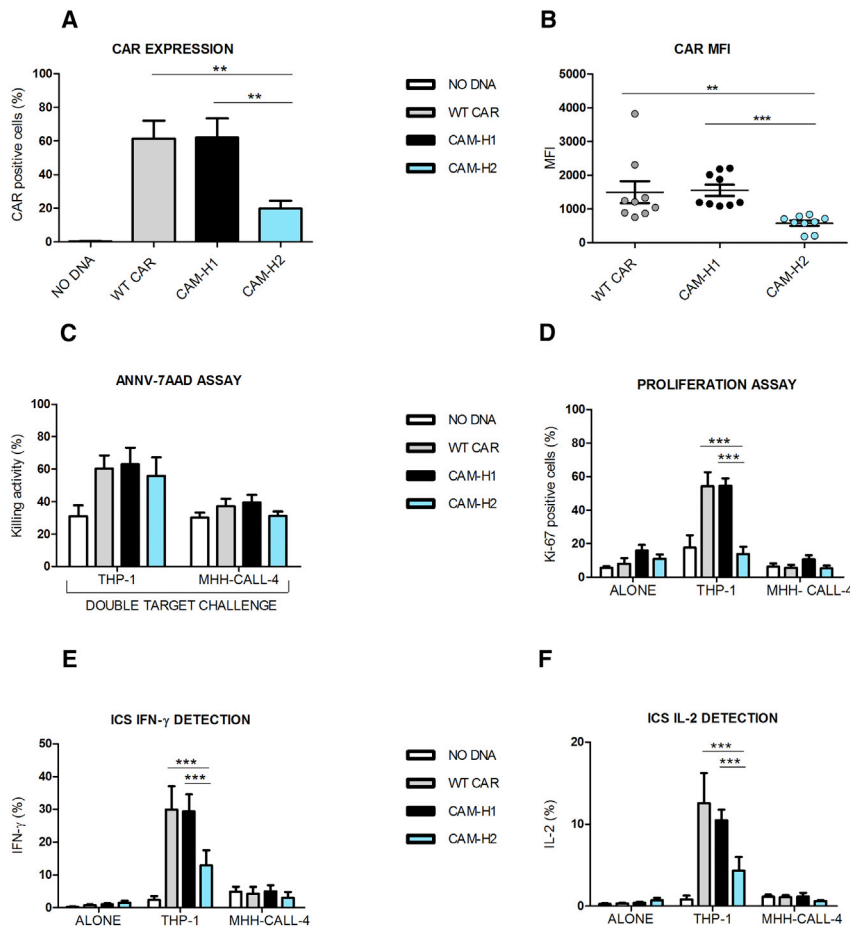 A
CAR EXPRESSION
CAR positive cells (%)
100
80
60
40
20
0
**
**
NO DNA
WT CAR
CAM-H1
CAM-H2
NO DNA
WT CAR
CAM-H1
CAM-H2
B
CAR MFI
MFI
5000
4000
3000
2000
1000
0
**
***
WT CAR
CAM-H1
CAM-H2
C
ANNV-7AAD ASSAY
Killing activity (%)
100
80
60
40
20
0
THP-1
MHH-CALL-4
DOUBLE TARGET CHALLENGE
NO DNA
WT CAR
CAM-H1
CAM-H2
D
PROLIFERATION ASSAY
Ki-67 positive cells (%)
100
80
60
40
20
0
***
***
ALONE
THP-1
MHH- CALL-4
E
ICS IFN-γ DETECTION
IFN-γ (%)
50
40
30
20
10
0
***
***
ALONE
THP-1
MHH-CALL-4
NO DNA
WT CAR
CAM-H1
CAM-H2
F
ICS IL-2 DETECTION
IL-2 (%)
20
10
0
***
***
ALONE
THP-1
MHH-CALL-4